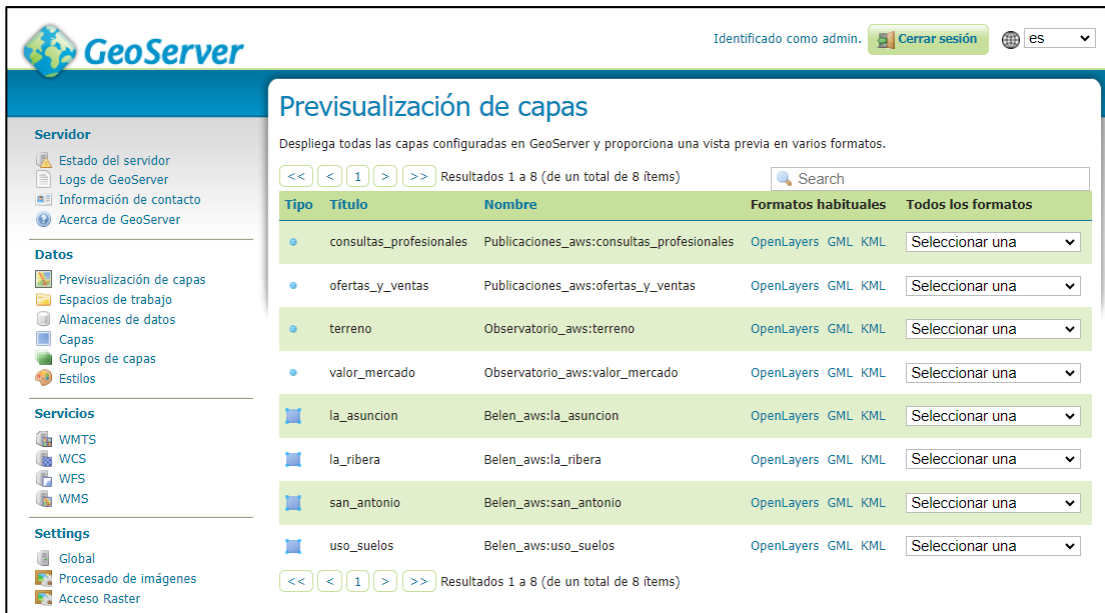 GeoServer
Identificado como admin.
Cerrar sesión
es
Servidor
Estado del servidor
Logs de GeoServer
Información de contacto
Acerca de GeoServer
Datos
Previsualización de capas
Espacios de trabajo
Almacenes de datos
Capas
Grupos de capas
Estilos
Servicios
WMTS
WCS
WFS
WMS
Settings
Global
Procesado de imágenes
Acceso Raster
Previsualización de capas
Despliega todas las capas configuradas en GeoServer y proporciona una vista previa en varios formatos.
<< < 1 > >> Resultados 1 a 8 (de un total de 8 ítems) Search
Tipo Título Nombre Formatos habituales Todos los formatos
consultas_profesionales Publicaciones_aws:consultas_profesionales OpenLayers GML KML Seleccionar una
ofertas_y_ventas Publicaciones_aws:ofertas_y_ventas OpenLayers GML KML Seleccionar una
terreno Observatorio_aws:terreno OpenLayers GML KML Seleccionar una
valor_mercado Observatorio_aws:valor_mercado OpenLayers GML KML Seleccionar una
la_asuncion Belen_aws:la_asuncion OpenLayers GML KML Seleccionar una
la_ribera Belen_aws:la_ribera OpenLayers GML KML Seleccionar una
san_antonio Belen_aws:san_antonio OpenLayers GML KML Seleccionar una
uso_suelos Belen_aws:uso_suelos OpenLayers GML KML Seleccionar una
<< < 1 > >> Resultados 1 a 8 (de un total de 8 ítems)